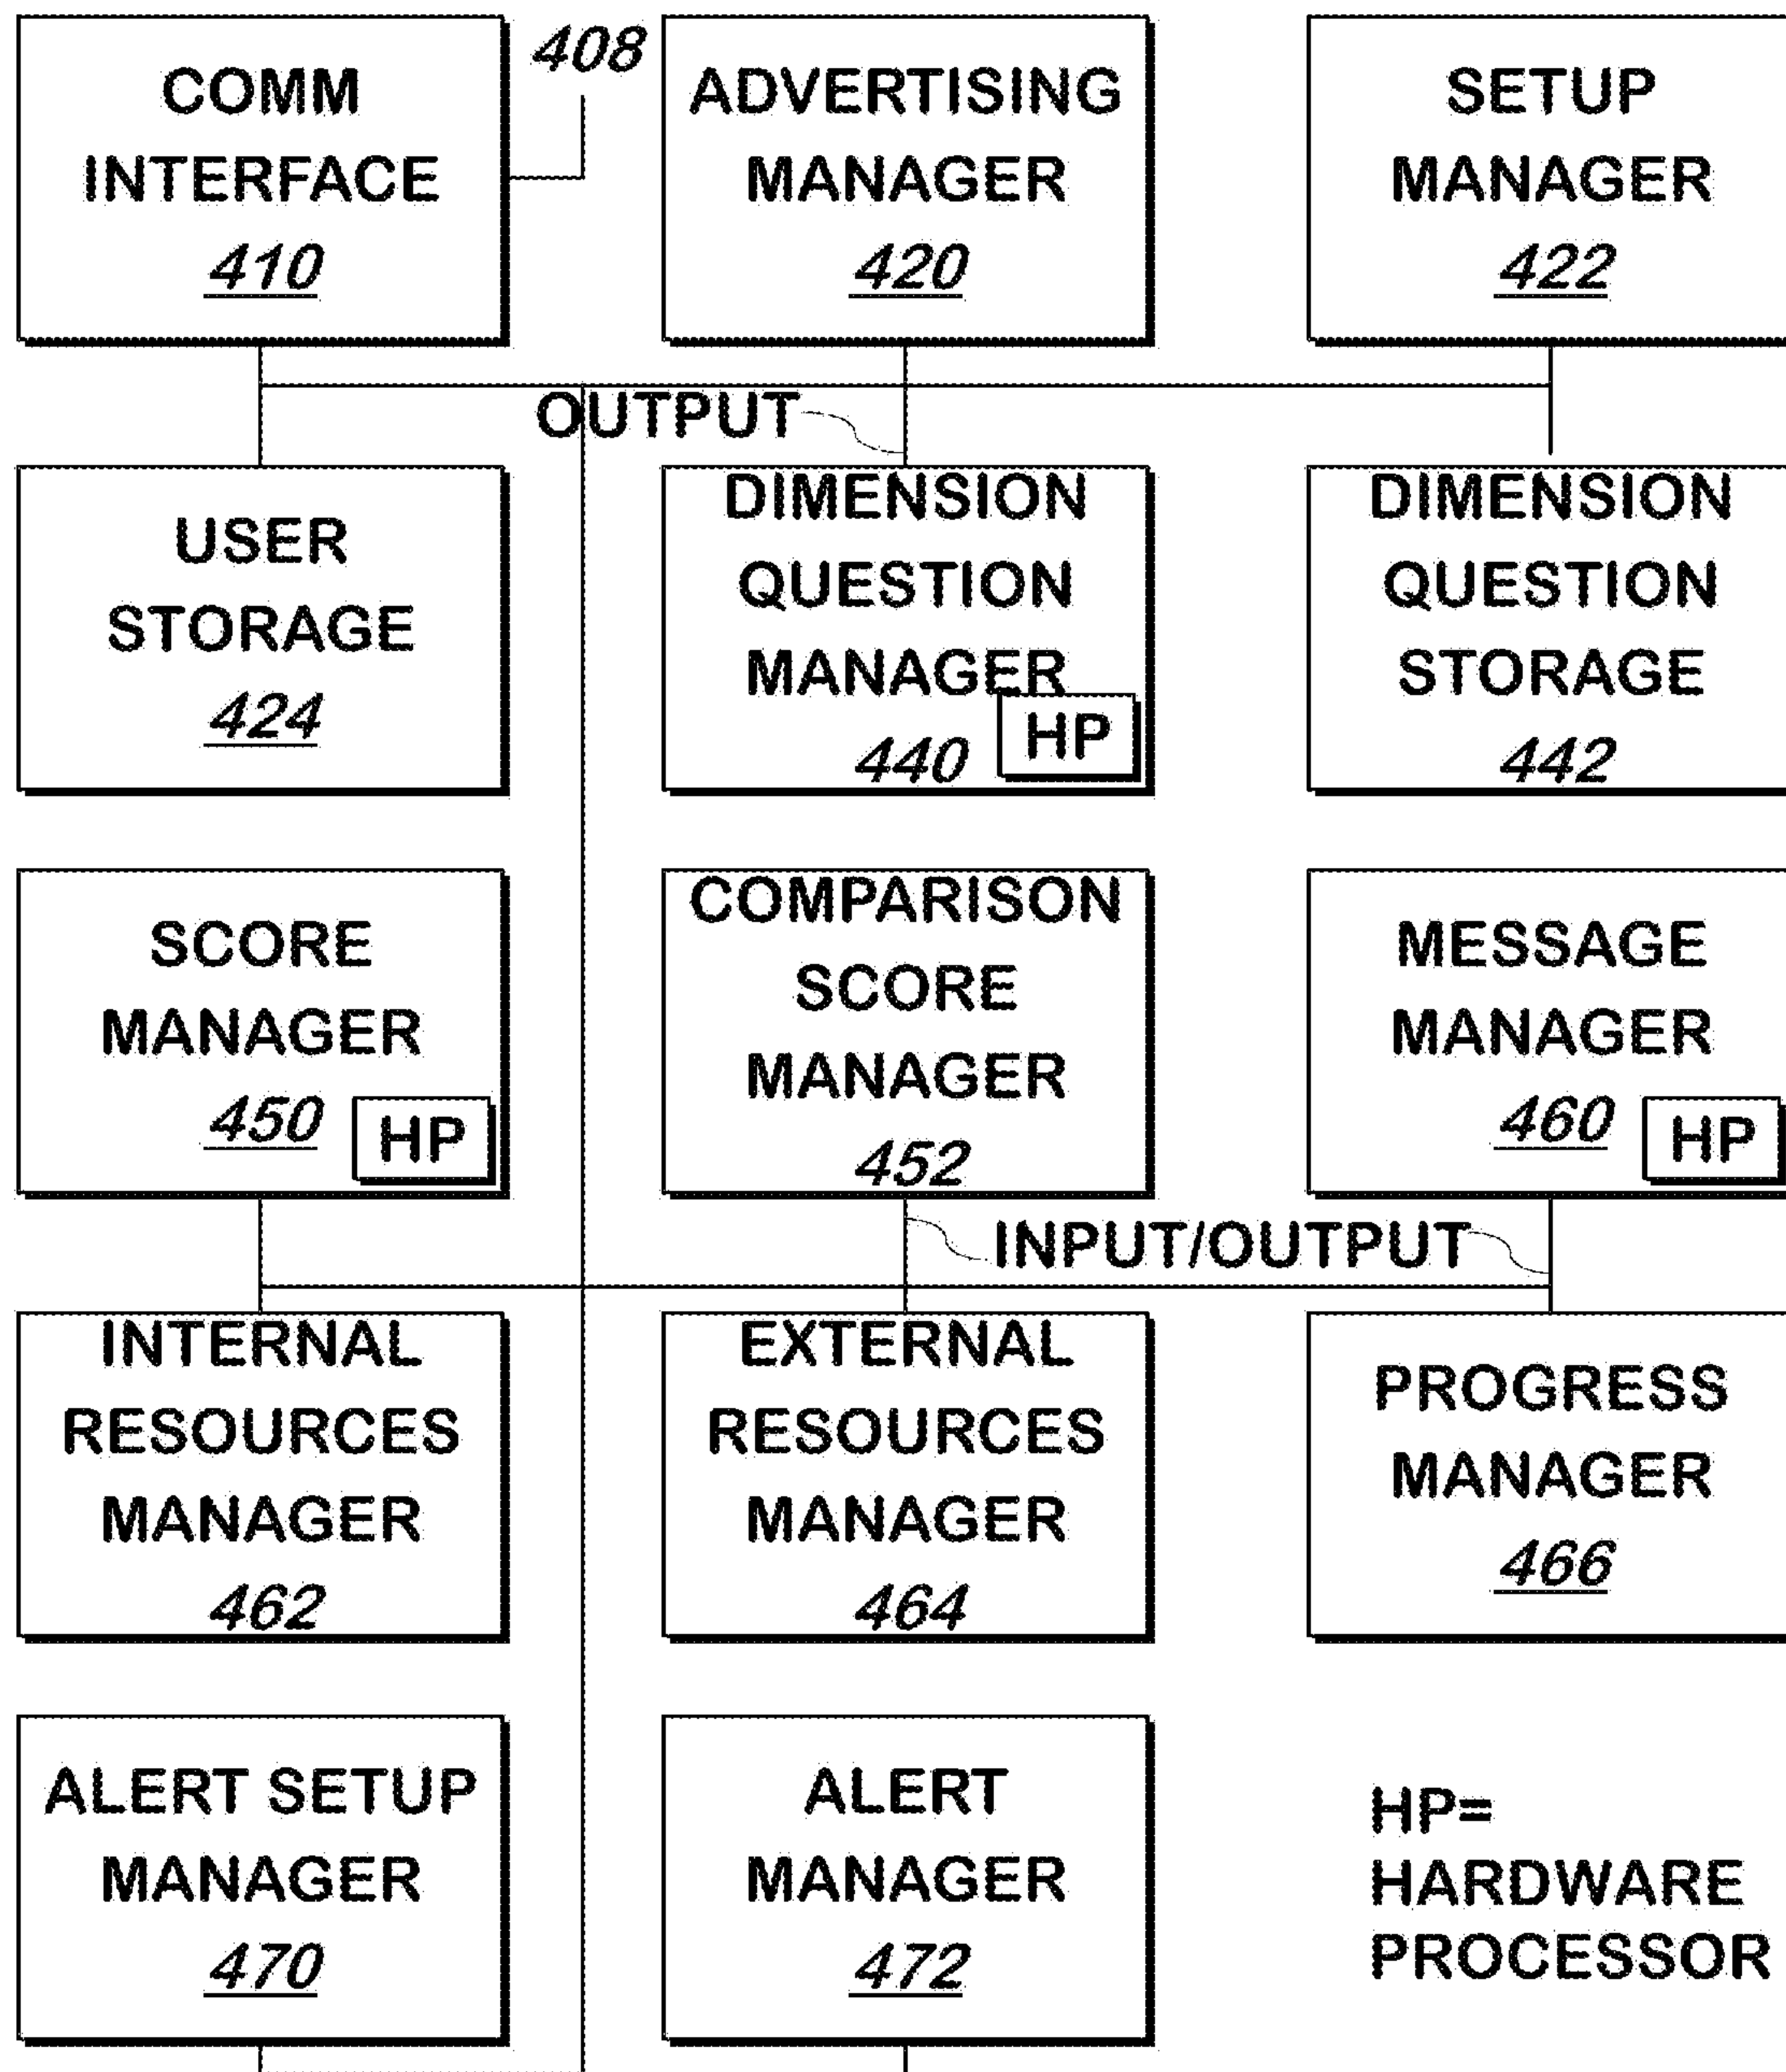 COMM
INTERFACE
410
408
ADVERTISING
MANAGER
420
SETUP
MANAGER
422
OUTPUT
USER
STORAGE
424
DIMENSION
QUESTION
MANAGER
440
HP
DIMENSION
QUESTION
STORAGE
442
SCORE
MANAGER
450
HP
COMPARISON
SCORE
MANAGER
452
MESSAGE
MANAGER
460
HP
INPUT/OUTPUT
INTERNAL
RESOURCES
MANAGER
462
EXTERNAL
RESOURCES
MANAGER
464
PROGRESS
MANAGER
466
ALERT SETUP
MANAGER
470
ALERT
MANAGER
472
HP=
HARDWARE
PROCESSOR